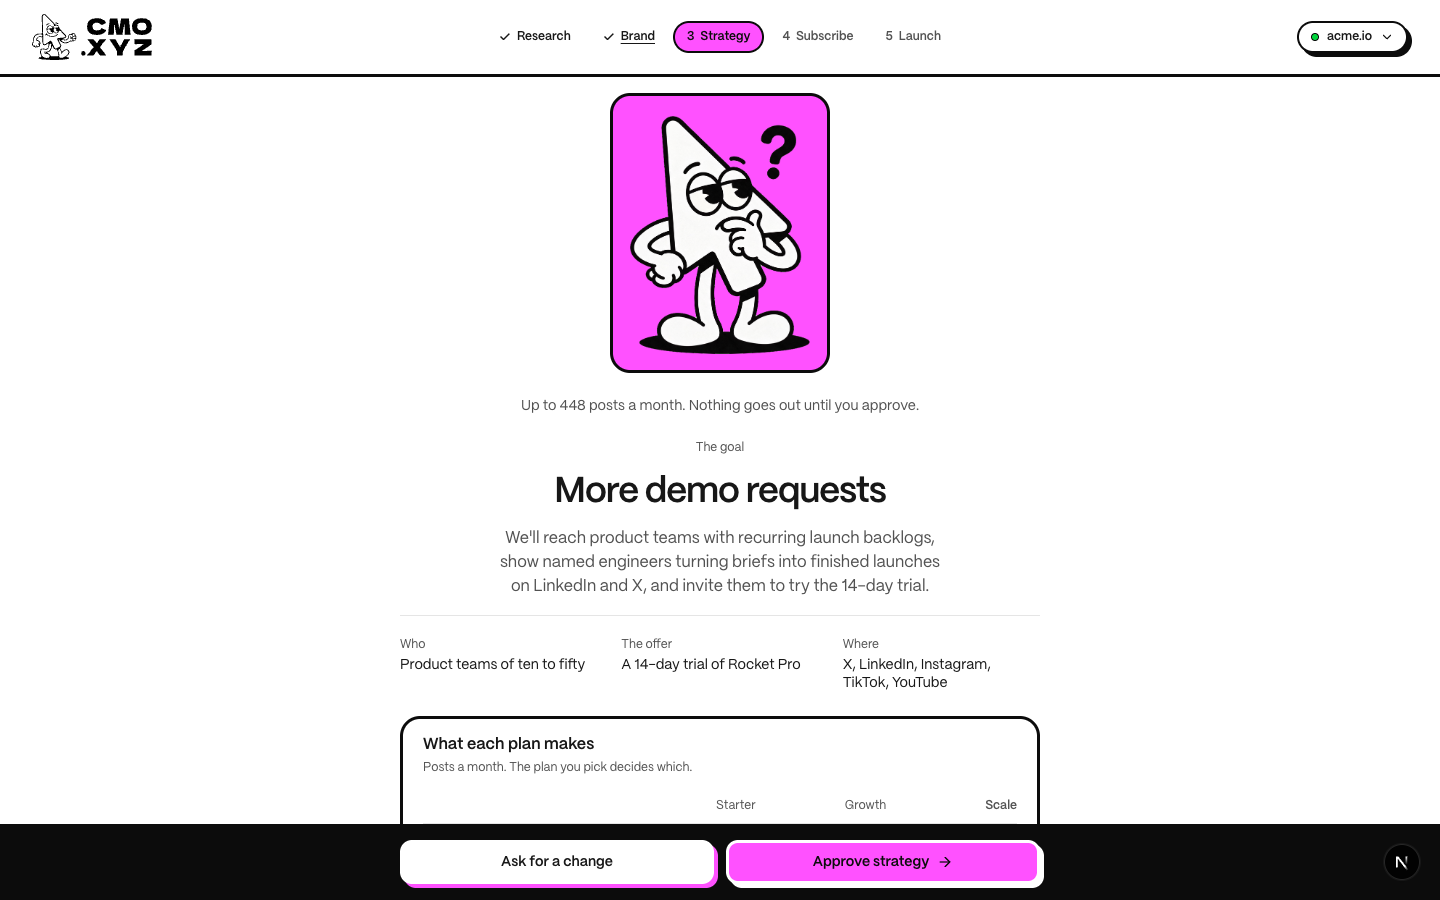 CMO
.XYZ
Research
Brand
3 Strategy
4 Subscribe
5 Launch
acme.io
?
Up to 448 posts a month. Nothing goes out until you approve.
The goal
More demo requests
We'll reach product teams with recurring launch backlogs,
show named engineers turning briefs into finished launches
on LinkedIn and X, and invite them to try the 14-day trial.
Who
Product teams of ten to fifty
The offer
A 14-day trial of Rocket Pro
Where
X, LinkedIn, Instagram,
TikTok, YouTube
What each plan makes
Posts a month. The plan you pick decides which.
Starter
Growth
Scale
Ask for a change
Approve strategy
N